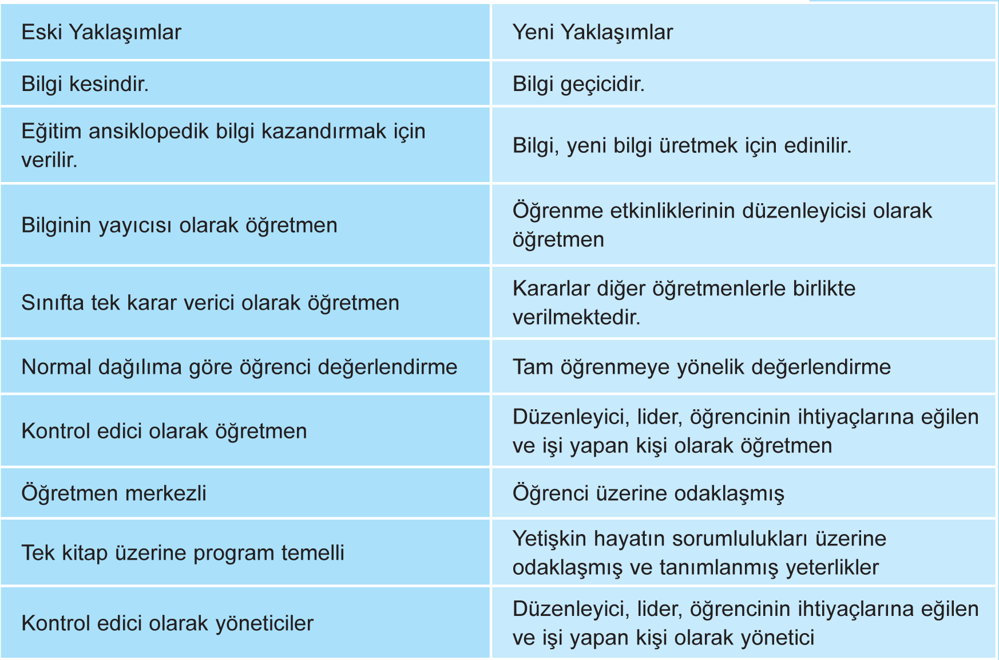 Eski Yaklaşımlar
Yeni Yaklaşımlar
Bilgi kesindir.
Bilgi geçicidir.
Eğitim ansiklopedik bilgi kazandırmak için
verilir.
Bilgi, yeni bilgi üretmek için edinilir.
Bilginin yayıcısı olarak öğretmen
Öğrenme etkinliklerinin düzenleyicisi olarak
öğretmen
Sınıfta tek karar verici olarak öğretmen
Kararlar diğer öğretmenlerle birlikte
verilmektedir.
Normal dağılıma göre öğrenci değerlendirme
Tam öğrenmeye yönelik değerlendirme
Kontrol edici olarak öğretmen
Düzenleyici, lider, öğrencinin ihtiyaçlarına eğilen
ve işi yapan kişi olarak öğretmen
Öğretmen merkezli
Öğrenci üzerine odaklaşmış
Tek kitap üzerine program temelli
Yetişkin hayatın sorumlulukları üzerine
odaklaşmış ve tanımlanmış yeterlikler
Kontrol edici olarak yöneticiler
Düzenleyici, lider, öğrencinin ihtiyaçlarına eğilen
ve işi yapan kişi olarak yönetici